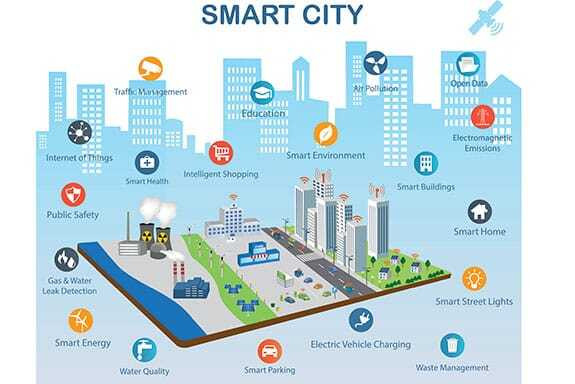 SMART CITY
Traffic Management
Education
Air Pollution
Open Data
Electromagnetic
Emissions
Internet of Things
Smart Health
Intelligent Shopping
Smart Environment
Smart Buildings
Public Safety
Smart Home
Gas & Water
Leak Detection
Smart Street Lights
Smart Energy
Water Quality
Smart Parking
Electric Vehicle Charging
Waste Management